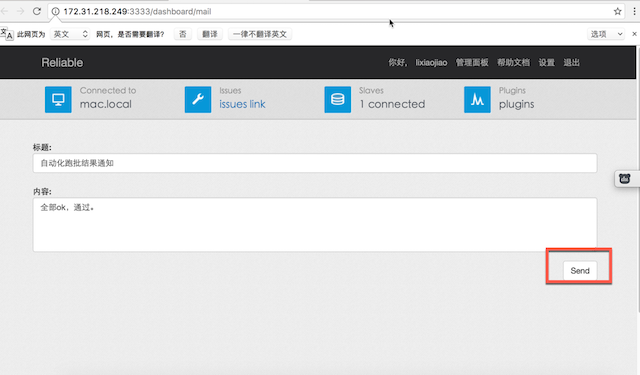 172.31.218.249:3333/dashboard/mail
此网页为 英文 网页，是否需要翻译? 否 翻译 一律不翻译英文 选项
Reliable 你好， lixiaojiao 管理面板 帮助文档 设置 退出
Connected to
mac.local
Issues
issues link
Slaves
1 connected
Plugins
plugins
标题:
自动化跑批结果通知
内容:
全部ok，通过。
Send